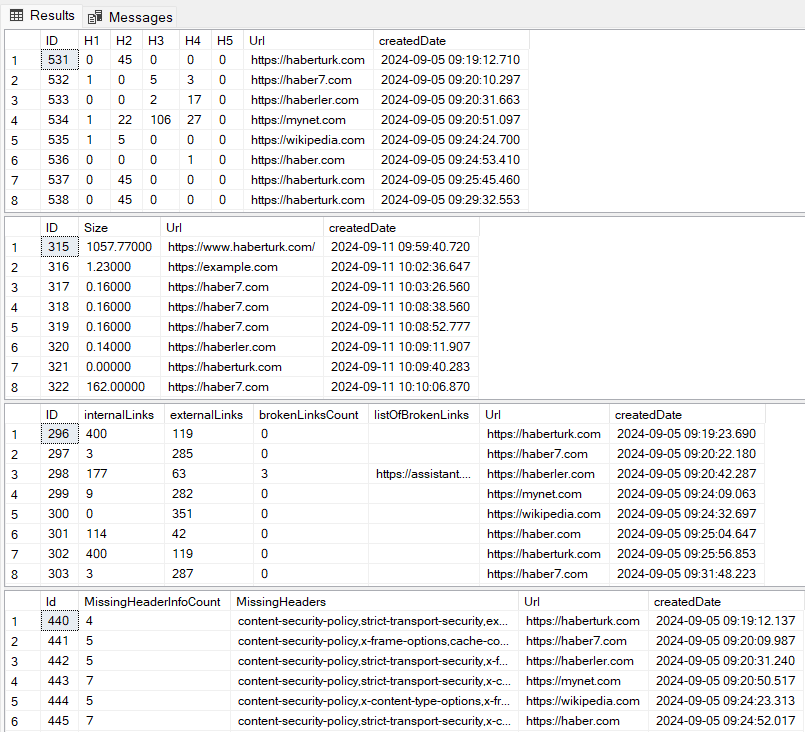 Results Messages
ID H1 H2 H3 H4 H5 Url createdDate
1 531 0 45 0 0 0 https://haberturk.com 2024-09-05 09:19:12.710
2 532 1 0 5 3 0 https://haber7.com 2024-09-05 09:20:10.297
3 533 0 0 2 17 0 https://haberler.com 2024-09-05 09:20:31.663
4 534 1 22 106 27 0 https://mynet.com 2024-09-05 09:20:51.097
5 535 1 5 0 0 0 https://wikipedia.com 2024-09-05 09:24:24.700
6 536 0 0 0 1 0 https://haber.com 2024-09-05 09:24:53.410
7 537 0 45 0 0 0 https://haberturk.com 2024-09-05 09:25:45.460
8 538 0 45 0 0 0 https://haberturk.com 2024-09-05 09:29:32.553
ID Size Url createdDate
1 315 1057.77000 https://www.haberturk.com/ 2024-09-11 09:59:40.720
2 316 1.23000 https://example.com 2024-09-11 10:02:36.647
3 317 0.16000 https://haber7.com 2024-09-11 10:03:26.560
4 318 0.16000 https://haber7.com 2024-09-11 10:08:38.560
5 319 0.16000 https://haber7.com 2024-09-11 10:08:52.777
6 320 0.14000 https://haberler.com 2024-09-11 10:09:11.907
7 321 0.00000 https://haberturk.com 2024-09-11 10:09:40.283
8 322 162.00000 https://haber7.com 2024-09-11 10:10:06.870
ID internalLinks externalLinks brokenLinksCount listOfBrokenLinks Url createdDate
1 296 400 119 0 https://haberturk.com 2024-09-05 09:19:23.690
2 297 3 285 0 https://haber7.com 2024-09-05 09:20:22.180
3 298 177 63 3 https://assistant.... https://haberler.com 2024-09-05 09:20:42.287
4 299 9 282 0 https://mynet.com 2024-09-05 09:24:09.063
5 300 0 351 0 https://wikipedia.com 2024-09-05 09:24:32.697
6 301 114 42 0 https://haber.com 2024-09-05 09:25:04.647
7 302 400 119 0 https://haberturk.com 2024-09-05 09:25:56.853
8 303 3 287 0 https://haber7.com 2024-09-05 09:31:48.223
Id MissingHeaderInfoCount MissingHeaders Url createdDate
1 440 4 content-security-policy,strict-transport-security,ex... https://haberturk.com 2024-09-05 09:19:12.137
2 441 5 content-security-policy,x-frame-options,cache-co... https://haber7.com 2024-09-05 09:20:09.987
3 442 5 content-security-policy,strict-transport-security,x-f... https://haberler.com 2024-09-05 09:20:31.240
4 443 7 content-security-policy,strict-transport-security,x-c... https://mynet.com 2024-09-05 09:20:50.517
5 444 5 content-security-policy,x-content-type-options,x-fr... https://wikipedia.com 2024-09-05 09:24:23.313
6 445 7 content-security-policy,strict-transport-security,x-c... https://haber.com 2024-09-05 09:24:52.017